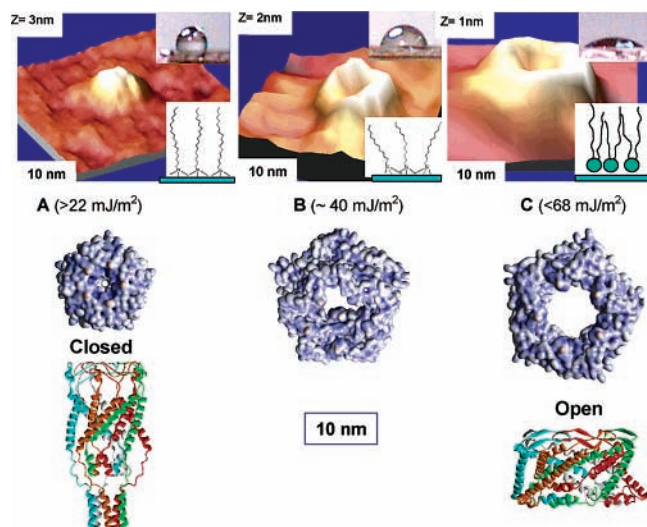 Z= 3nm
Z= 2nm
Z= 1nm
10 nm
10 nm
10 nm
A (>22 mJ/m²)
B (~ 40 mJ/m²)
C (<68 mJ/m²)
Closed
10 nm
Open